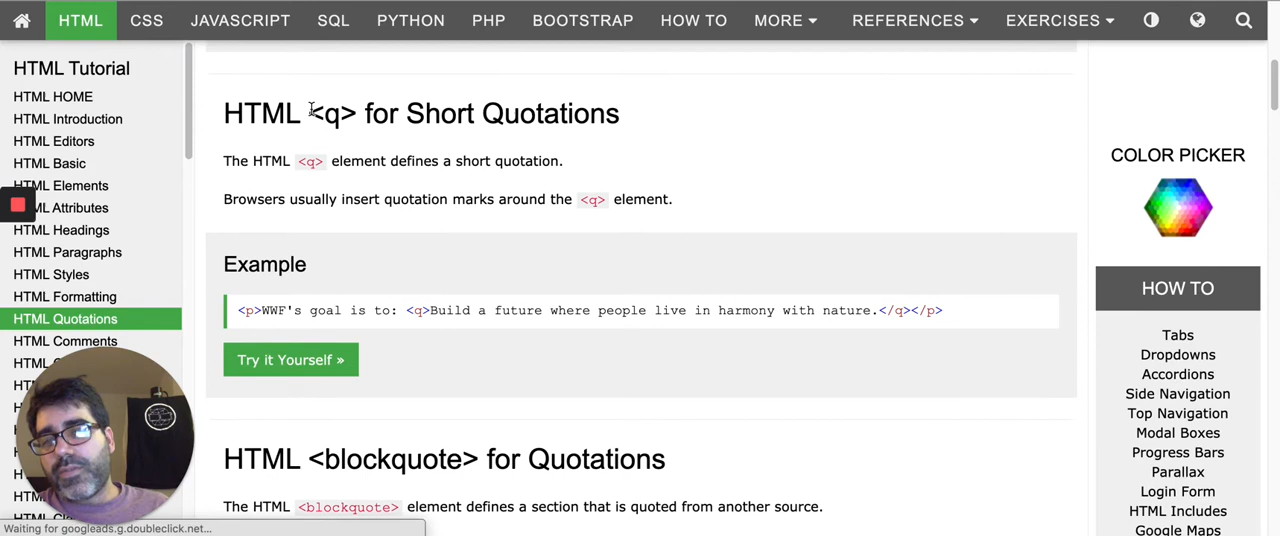 HTML CSS JAVASCRIPT SQL PYTHON PHP BOOTSTRAP HOW TO MORE REFERENCES EXERCISES
HTML Tutorial
HTML HOME
HTML Introduction
HTML Editors
HTML Basic
HTML Elements
HTML Attributes
HTML Headings
HTML Paragraphs
HTML Styles
HTML Formatting
HTML Quotations
HTML Comments
HTML <q> for Short Quotations
The HTML <q> element defines a short quotation.
Browsers usually insert quotation marks around the <q> element.
Example
<p>WWF's goal is to: <q>Build a future where people live in harmony with nature.</q></p>
Try it Yourself »
HTML <blockquote> for Quotations
The HTML <blockquote> element defines a section that is quoted from another source.
COLOR PICKER
HOW TO
Tabs
Dropdowns
Accordions
Side Navigation
Top Navigation
Modal Boxes
Progress Bars
Parallax
Login Form
HTML Includes
Google Maps
Waiting for googleads.g.doubleclick.net...